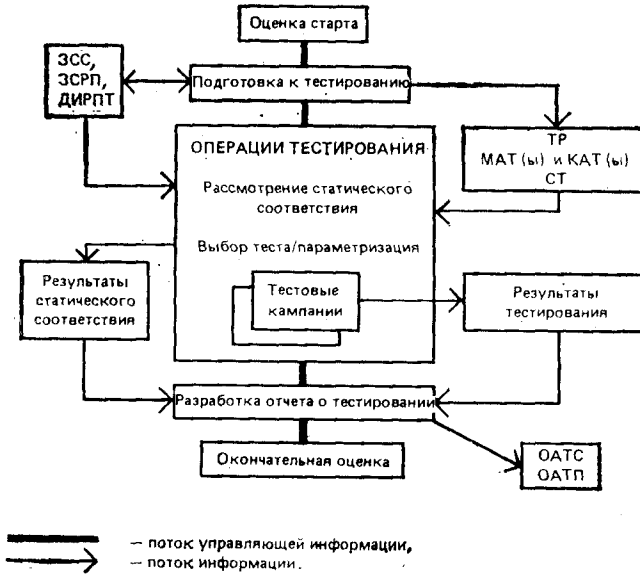 Оценка старта
ЗСС,
ЗСРП,
ДИРПТ
Подготовка к тестированию
ОПЕРАЦИИ ТЕСТИРОВАНИЯ
Рассмотрение статического
соответствия
Выбор теста/параметризация
Тестовые
кампании
ТР
МАТ (ы) и КАТ (ы)
СТ
Результаты
статического
соответствия
Результаты
тестирования
Разработка отчета о тестировании
Окончательная оценка
ОАТС
ОАТП
— поток управляющей информации,
— поток информации.